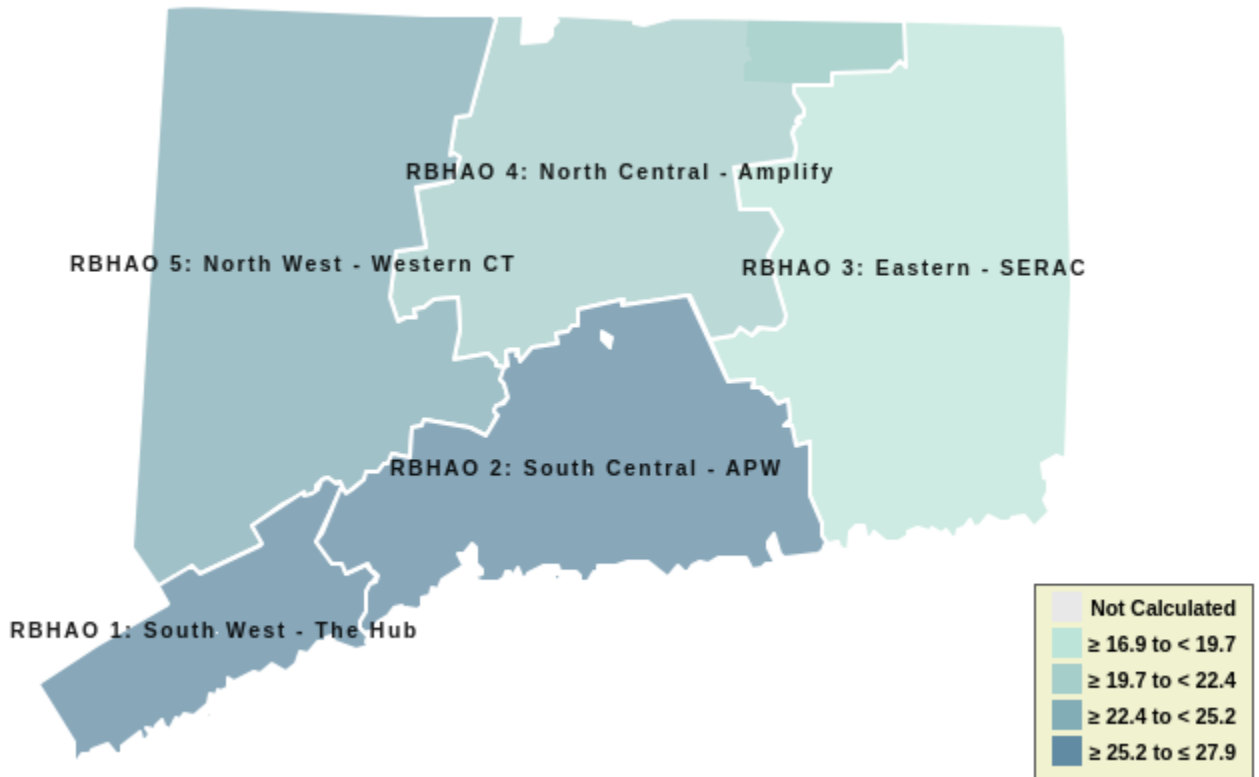 RBHAO 4: North Central - Amplify
RBHAO 5: North West - Western CT
RBHAO 3: Eastern - SERAC
RBHAO 2: South Central - APW
RBHAO 1: South West - The Hub
Not Calculated
≥ 16.9 to < 19.7
≥ 19.7 to < 22.4
≥ 22.4 to < 25.2
≥ 25.2 to ≤ 27.9